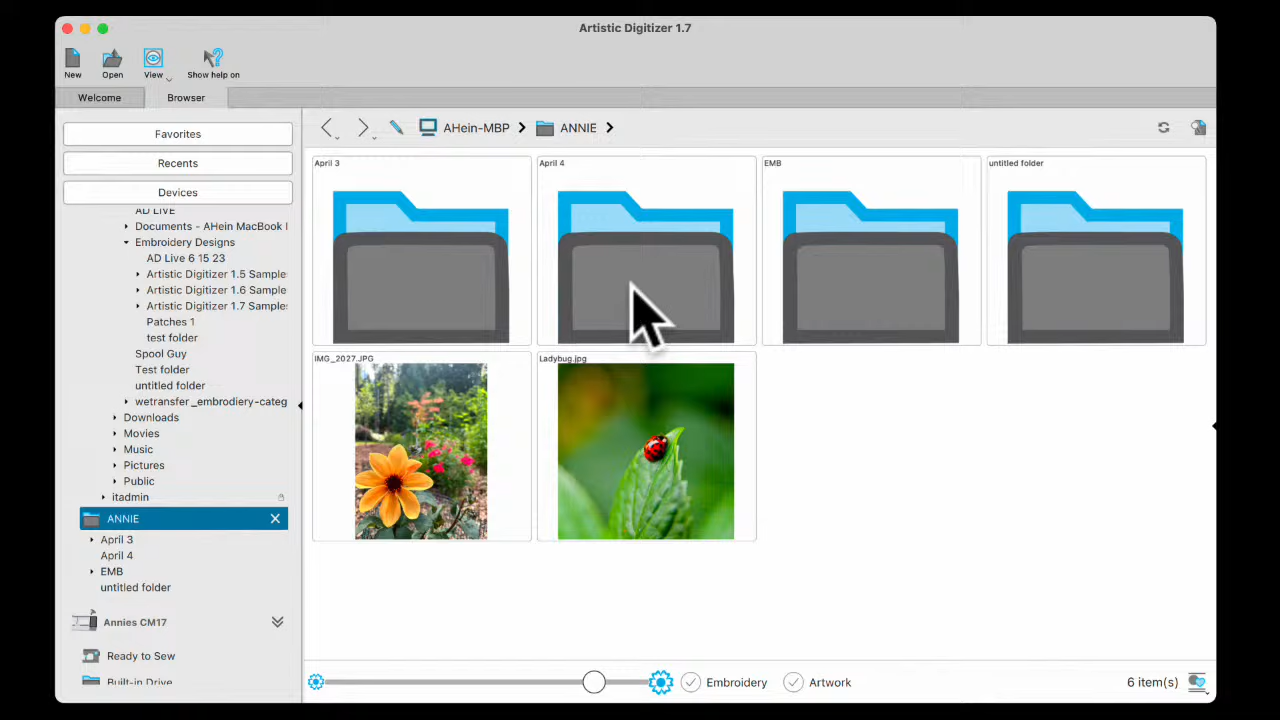 Artistic Digitizer 1.7
New
Open
View
Show help on
Welcome
Browser
Favorites
Recents
Devices
AD LIVE
Documents - AHein MacBook
Embroidery Designs
AD Live 6 15 23
Artistic Digitizer 1.5 Sample
Artistic Digitizer 1.6 Sample
Artistic Digitizer 1.7 Sample
Patches 1
test folder
Spool Guy
Test folder
untitled folder
wetransfer_embrodiery-categ
Downloads
Movies
Music
Pictures
Public
itadmin
ANNIE
April 3
April 4
EMB
untitled folder
Annies CM17
Ready to Sew
Built-in Drive
AHein-MBP
ANNIE
April 3
April 4
EMB
untitled folder
IMG_2027.JPG
Ladybug.jpg
Embroidery
Artwork
6 item(s)